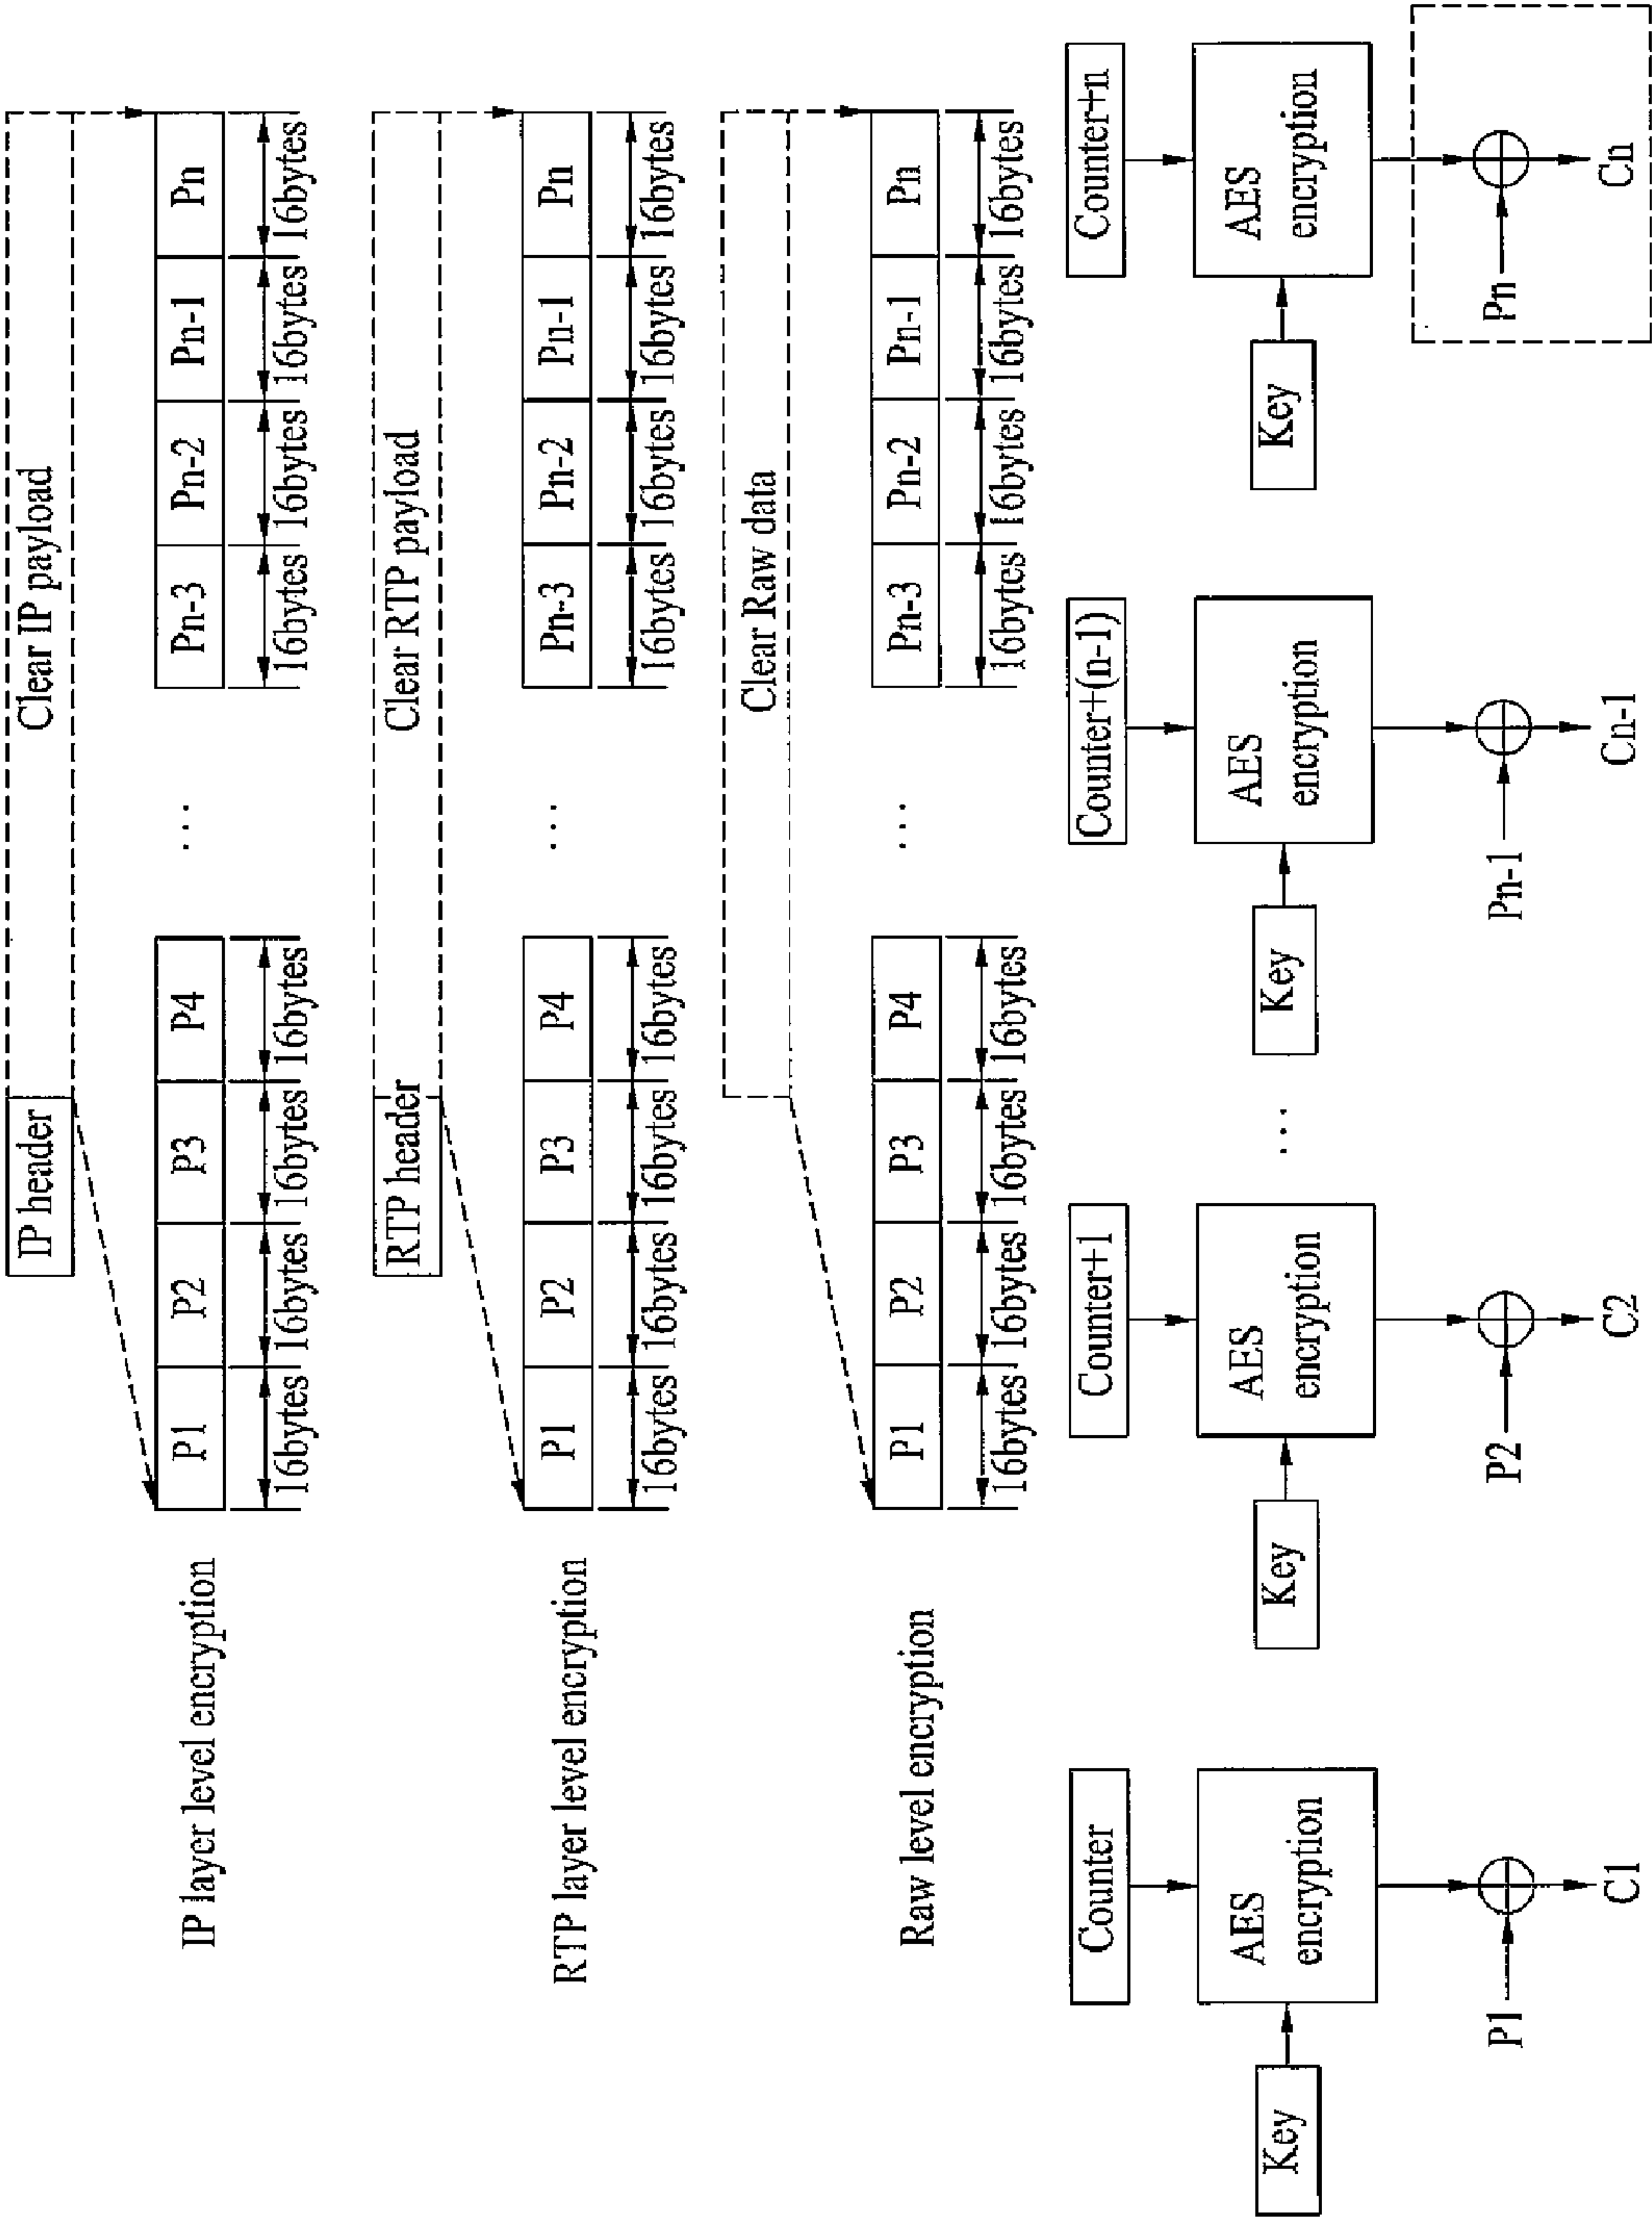 IP header
Clear IP payload
IP layer level encryption
P1 P2 P3 P4 ... Pn-3 Pn-2 Pn-1 Pn
16bytes 16bytes 16bytes 16bytes 16bytes 16bytes 16bytes 16bytes
RTP header
Clear RTP payload
RTP layer level encryption
P1 P2 P3 P4 ... Pn-3 Pn-2 Pn-1 Pn
16bytes 16bytes 16bytes 16bytes 16bytes 16bytes 16bytes 16bytes
Clear Raw data
Raw level encryption
P1 P2 P3 P4 ... Pn-3 Pn-2 Pn-1 Pn
16bytes 16bytes 16bytes 16bytes 16bytes 16bytes 16bytes 16bytes
Counter
Key
AES
encryption
P1
C1
Counter+1
Key
AES
encryption
P2
C2
...
Counter+(n-1)
Key
AES
encryption
Pn-1
Cn-1
Counter+n
Key
AES
encryption
Pn
Cn